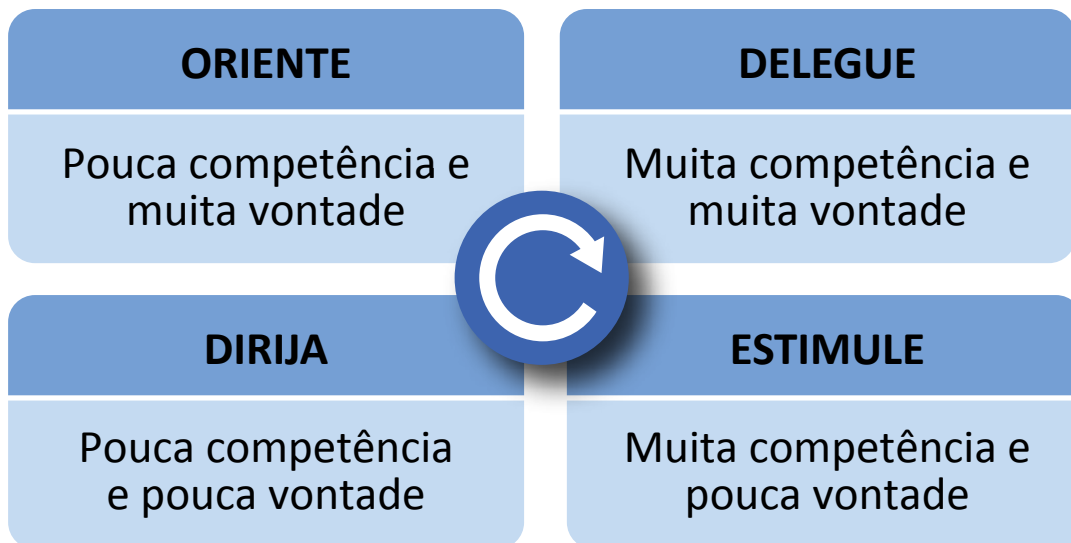 ORIENTE
Pouca competência e
muita vontade
DELEGUE
Muita competência e
muita vontade
DIRIJA
Pouca competência
e pouca vontade
ESTIMULE
Muita competência e
pouca vontade